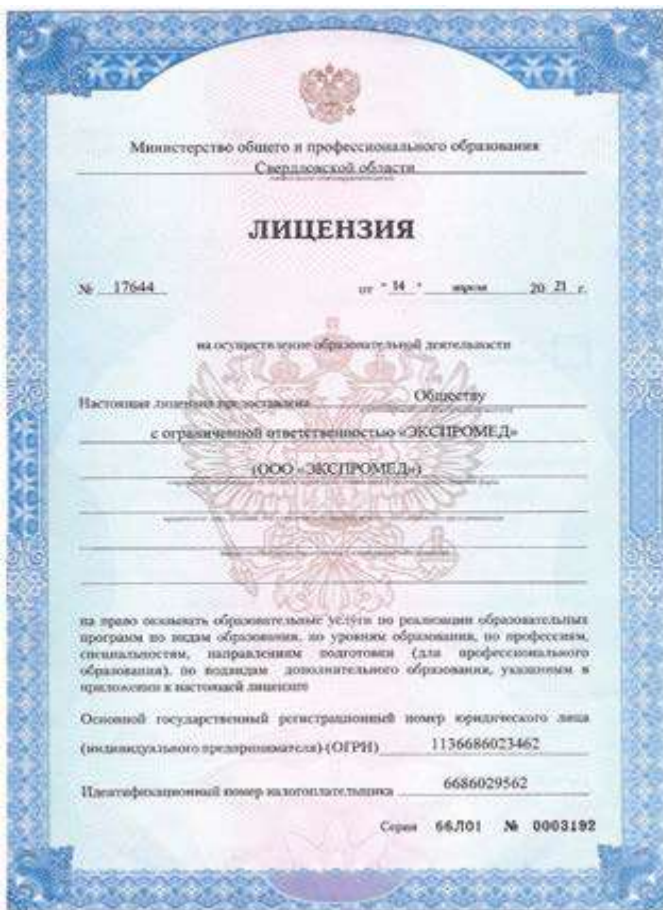 Министерство общего и профессионального образования
Свердловской области
ЛИЦЕНЗИЯ
№ 17644 от " 14 " апреля 20 21 г.
на осуществление образовательной деятельности
Настоящая лицензия предоставлена Обществу
с ограниченной ответственностью «ЭКСПРОМЕД»
(ООО «ЭКСПРОМЕД»)
на право оказывать образовательные услуги по реализации образовательных
программ по видам образования, по уровням образования, по профессиям,
специальностям, направлениям подготовки (для профессионального
образования), по подвидам дополнительного образования, указанным в
приложении к настоящей лицензии
Основной государственный регистрационный номер юридического лица
(индивидуального предпринимателя) (ОГРН) 1136686023462
Идентификационный номер налогоплательщика 6686029562
Серия 66Л01 № 0003192